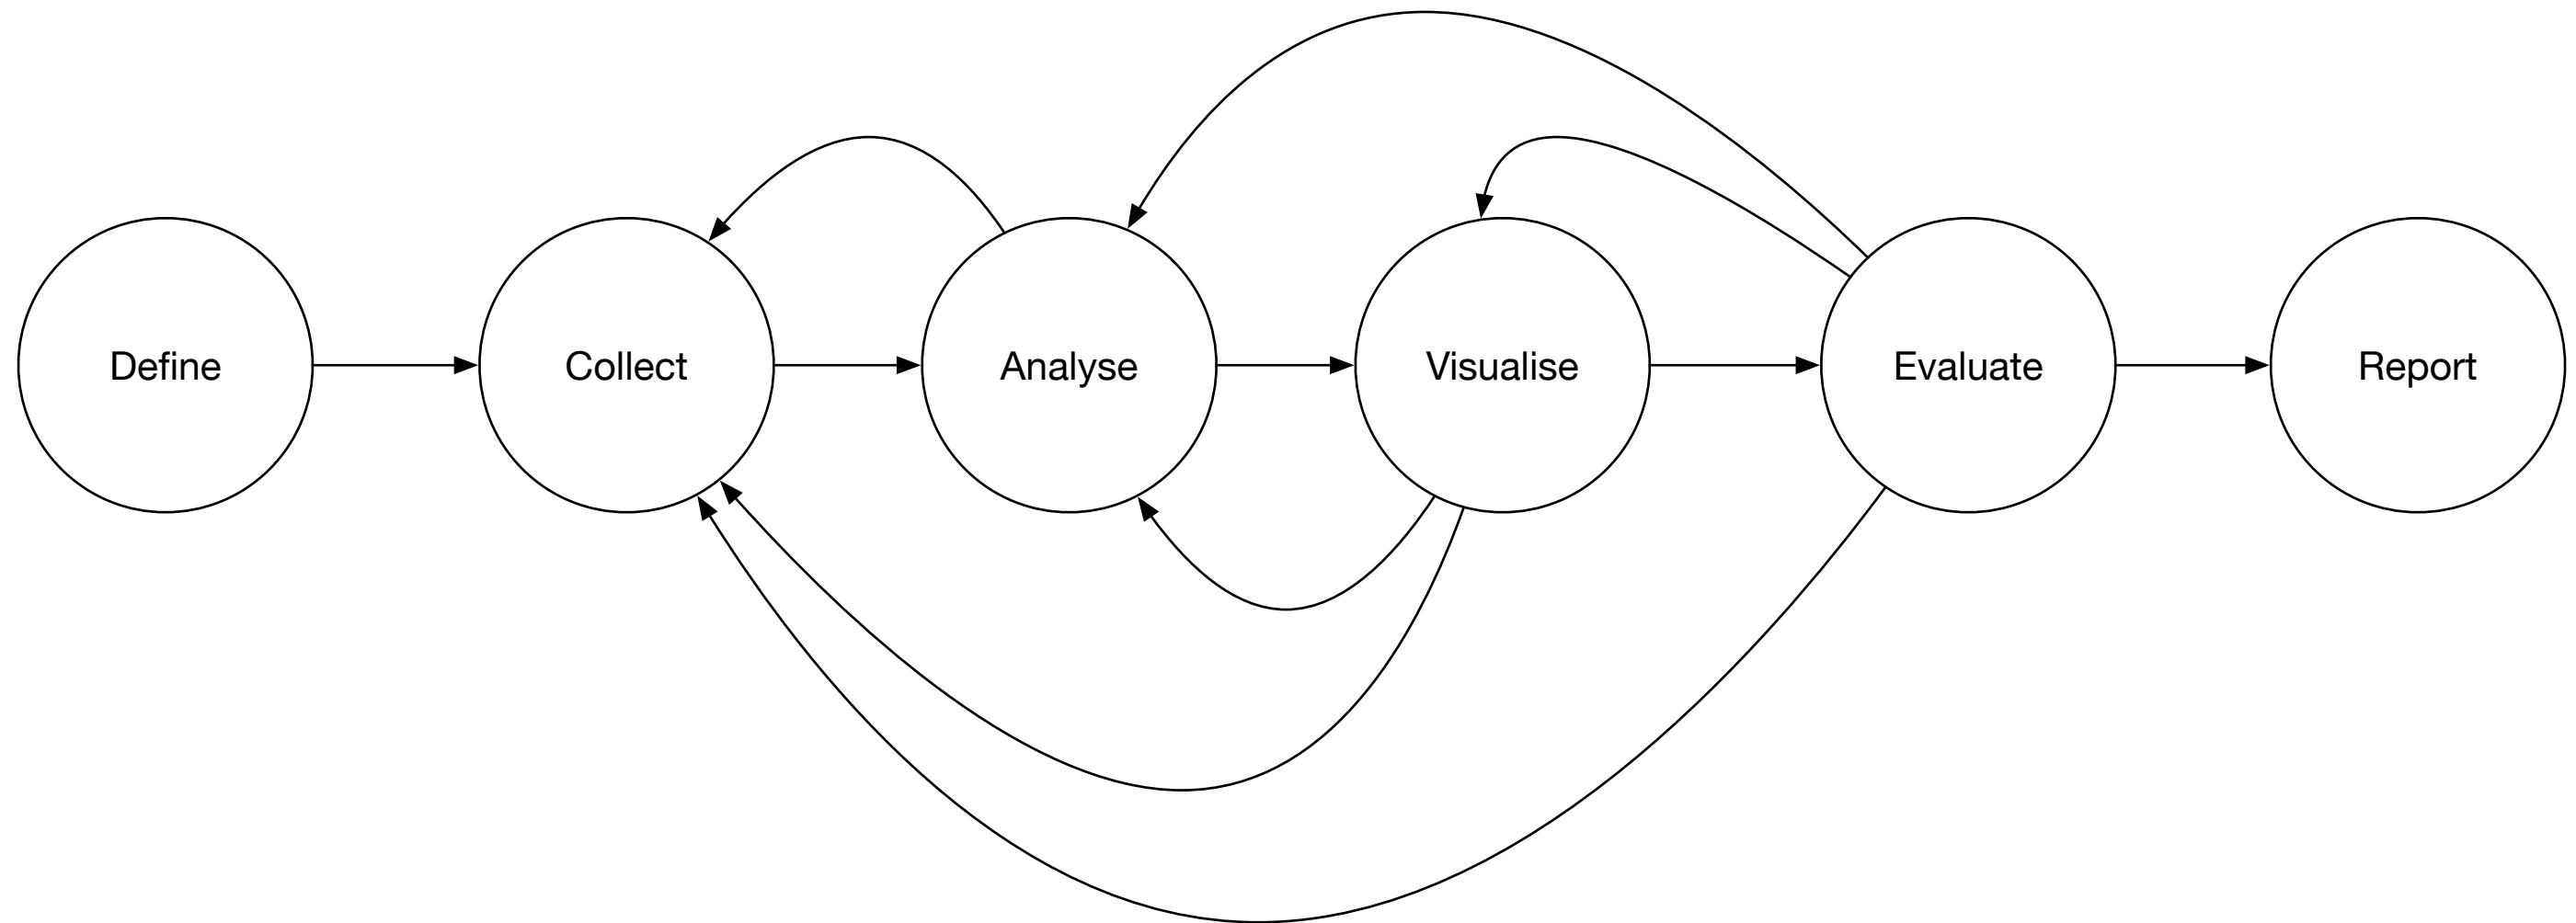 Define
Collect
Analyse
Visualise
Evaluate
Report